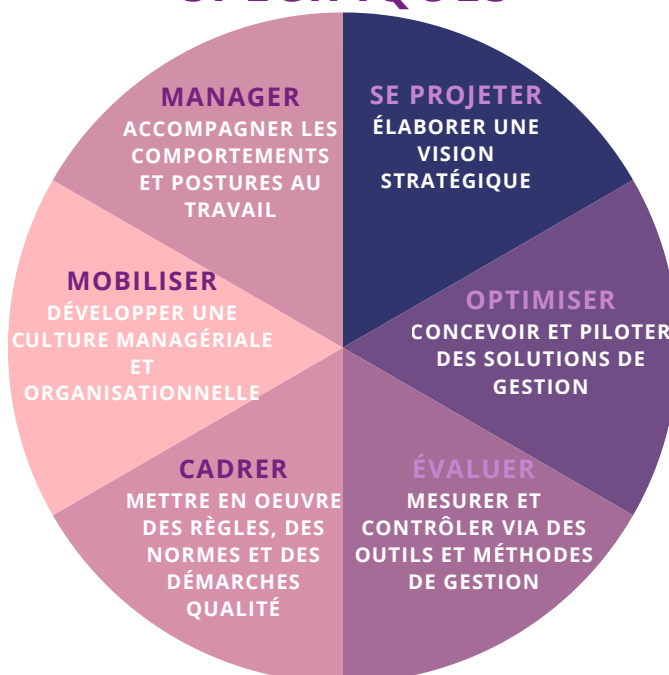 MANAGER
ACCOMPAGNER LES
COMPORTEMENTS
ET POSTURES AU
TRAVAIL
SE PROJETER
ÉLABORER UNE
VISION
STRATÉGIQUE
MOBILISER
DÉVELOPPER UNE
CULTURE MANAGÉRIALE
ET
ORGANISATIONNELLE
OPTIMISER
CONCEVOIR ET PILOTER
DES SOLUTIONS DE
GESTION
CADRER
METTRE EN OEUVRE
DES RÈGLES, DES
NORMES ET DES
DÉMARCHES
QUALITÉ
ÉVALUER
MESURER ET
CONTRÔLER VIA DES
OUTILS ET MÉTHODES
DE GESTION